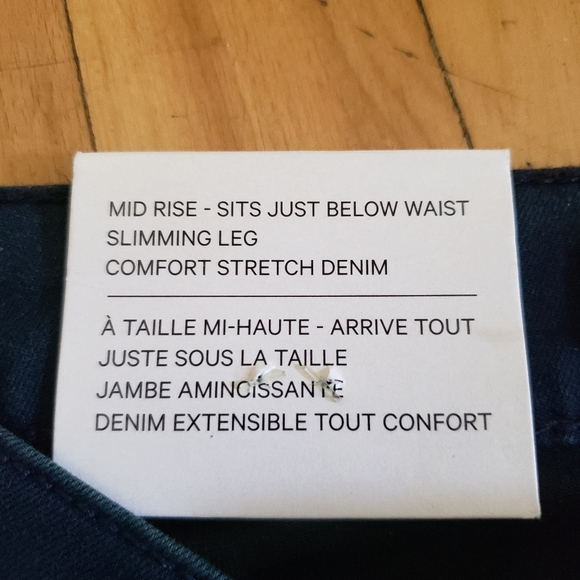 MID RISE - SITS JUST BELOW WAIST
SLIMMING LEG
COMFORT STRETCH DENIM
À TAILLE MI-HAUTE - ARRIVE TOUT
JUSTE SOUS LA TAILLE
JAMBE AMINCISSANTE
DENIM EXTENSIBLE TOUT CONFORT